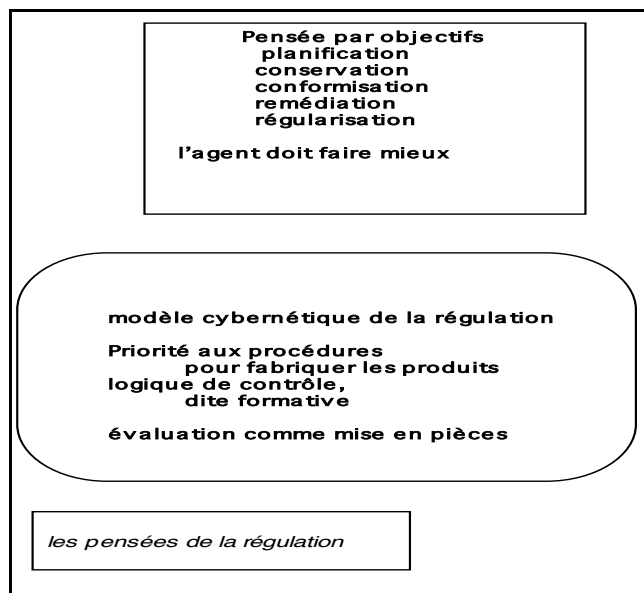 Pensée par objectifs
planification
conservation
conformisation
remédiation
régularisation
l'agent doit faire mieux
modèle cybernétique de la régulation
Priorité aux procédures
pour fabriquer les produits
logique de contrôle,
dite formative
évaluation comme mise en pièces
les pensées de la régulation